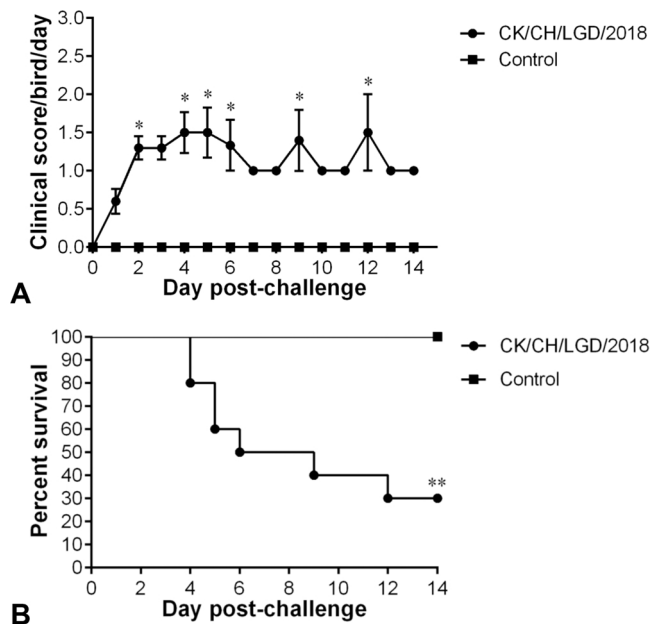 3.0
2.5
2.0
1.5
1.0
0.5
0.0
Clinical score/bird/day
* * * * * *
0 2 4 6 8 10 12 14
Day post-challenge
CK/CH/LGD/2018
Control
A
100
90
80
70
60
50
40
30
20
10
0
Percent survival
**
0 2 4 6 8 10 12 14
Day post-challenge
CK/CH/LGD/2018
Control
B